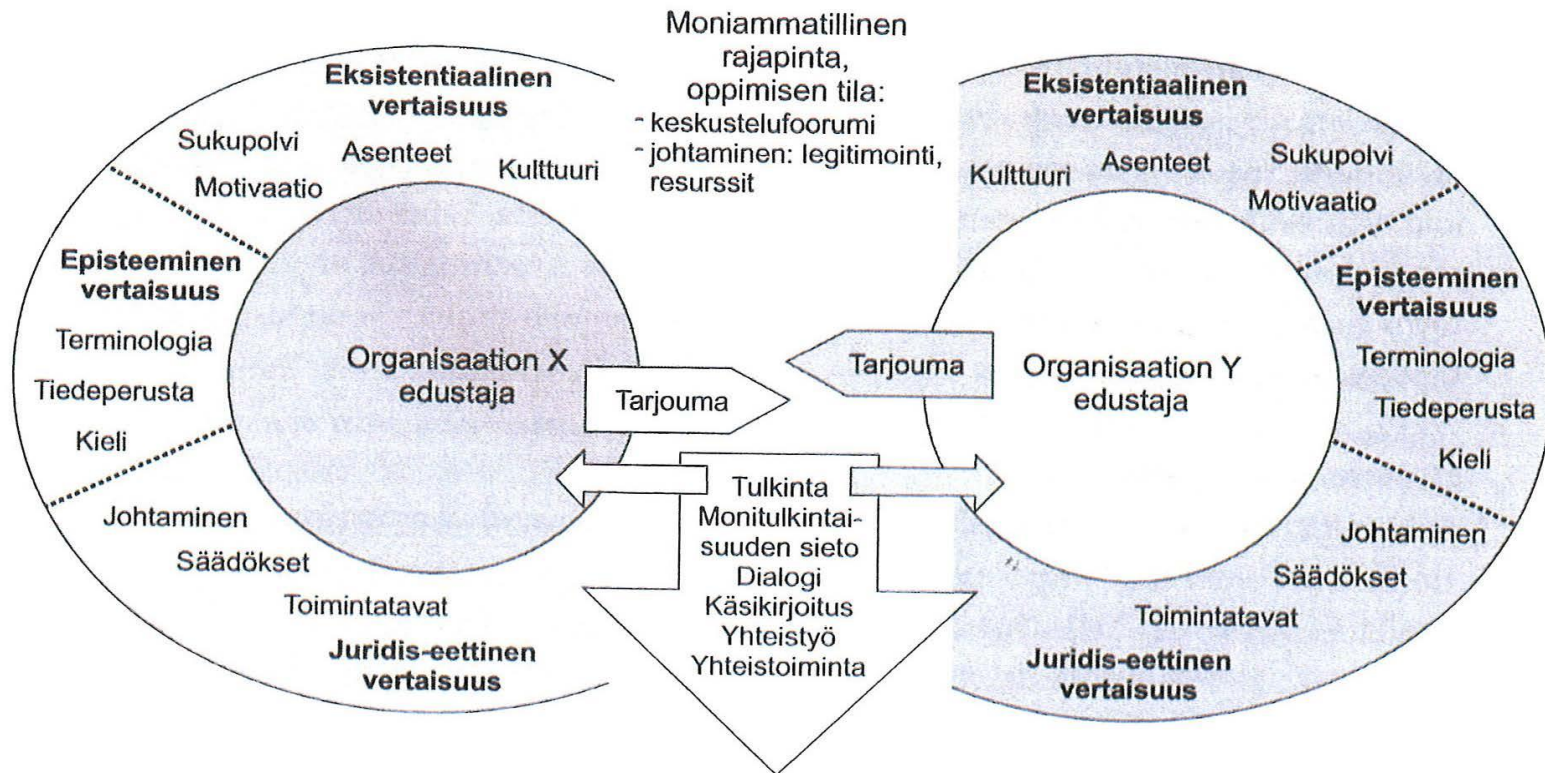 Moniammatillinen
rajapinta,
oppimisen tila:
- keskustelufoorumi
- johtaminen: legitimointi,
resurssit
Eksistentiaalinen
vertaisuus
Sukupolvi
Asenteet
Kulttuuri
Motivaatio
Episteeminen
vertaisuus
Terminologia
Tiedeperusta
Kieli
Johtaminen
Säädökset
Toimintatavat
Juridis-eettinen
vertaisuus
Organisaation X
edustaja
Tarjouma
Tarjouma
Tulkinta
Monitulkintai-
suuden sieto
Dialogi
Käsikirjoitus
Yhteistyö
Yhteistoiminta
Organisaation Y
edustaja
Eksistentiaalinen
vertaisuus
Kulttuuri
Asenteet
Sukupolvi
Motivaatio
Episteeminen
vertaisuus
Terminologia
Tiedeperusta
Kieli
Johtaminen
Säädökset
Toimintatavat
Juridis-eettinen
vertaisuus